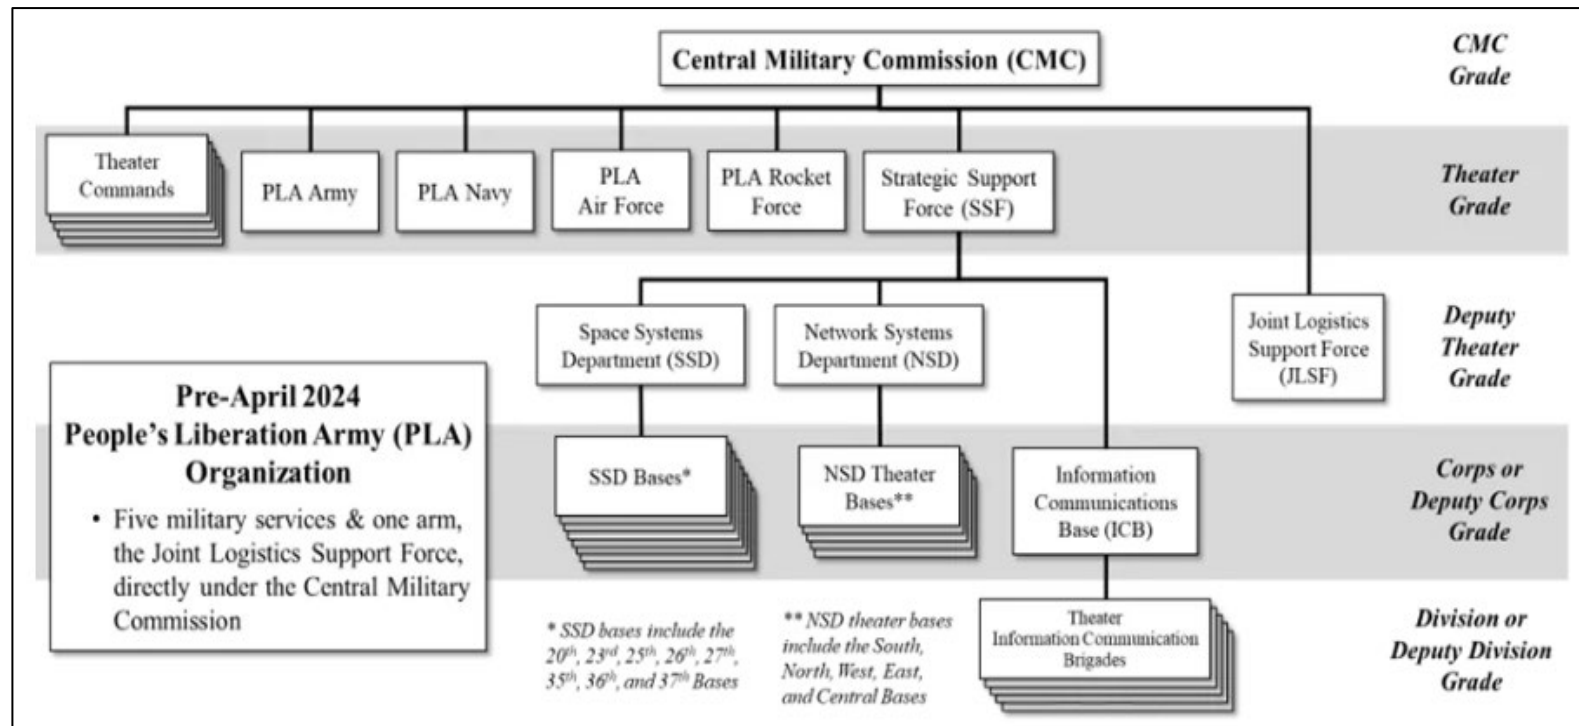 Central Military Commission (CMC)
CMC
Grade
Theater
Commands
PLA Army
PLA Navy
PLA
Air Force
PLA Rocket
Force
Strategic Support
Force (SSF)
Theater
Grade
Space Systems
Department (SSD)
Network Systems
Department (NSD)
Joint Logistics
Support Force
(JLSF)
Deputy
Theater
Grade
Pre-April 2024
People's Liberation Army (PLA)
Organization
• Five military services & one arm,
the Joint Logistics Support Force,
directly under the Central Military
Commission
SSD Bases*
NSD Theater
Bases**
Information
Communications
Base (ICB)
Corps or
Deputy Corps
Grade
* SSD bases include the
20th, 23rd, 25th, 26th, 27th,
35th, 36th, and 37th Bases
** NSD theater bases
include the South,
North, West, East,
and Central Bases
Theater
Information Communication
Brigades
Division or
Deputy Division
Grade